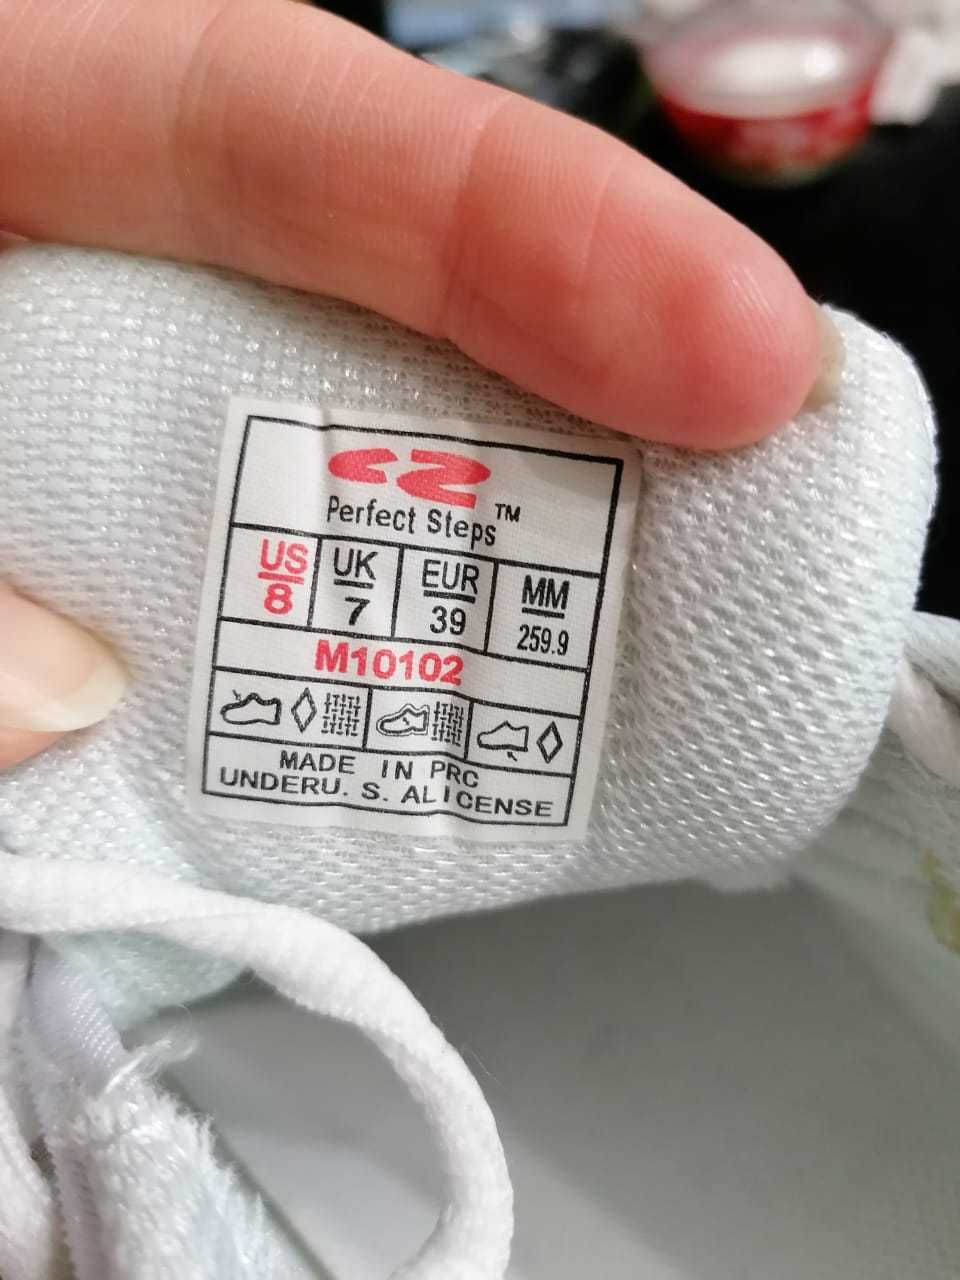 Perfect Steps™
US UK EUR MM
8 7 39 259.9
M10102
MADE IN PRC
UNDERU. S. ALICENSE